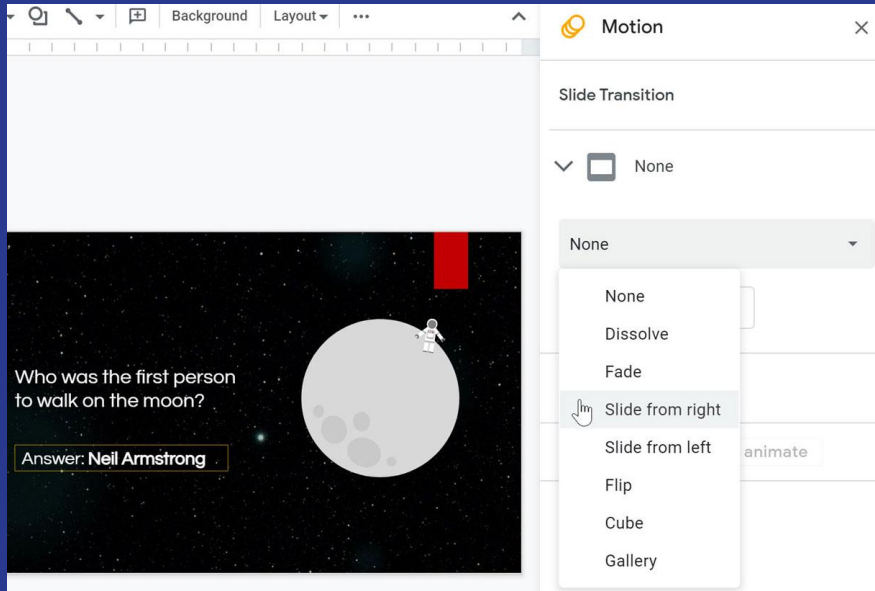 Background Layout
Motion
Slide Transition
None
None
None
Dissolve
Fade
Slide from right
Slide from left
animate
Flip
Cube
Gallery
Who was the first person
to walk on the moon?
Answer: Neil Armstrong